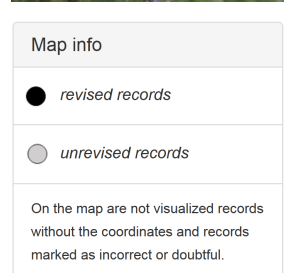 Map info
revised records
unrevised records
On the map are not visualized records
without the coordinates and records
marked as incorrect or doubtful.